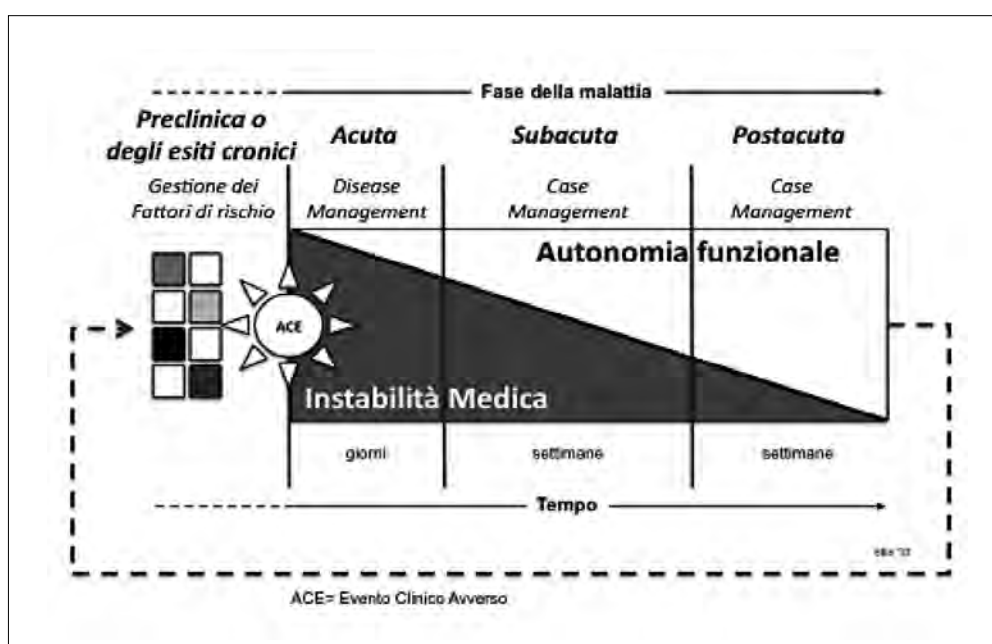 Fase della malattia
Preclinica o
degli esiti cronici
Acuta
Subacuta
Postacuta
Gestione dei
Fattori di rischio
Disease
Management
Case
Management
Case
Management
Autonomia funzionale
ACE
Instabilità Medica
giorni
settimane
settimane
Tempo
ACE= Evento Clinico Avverso